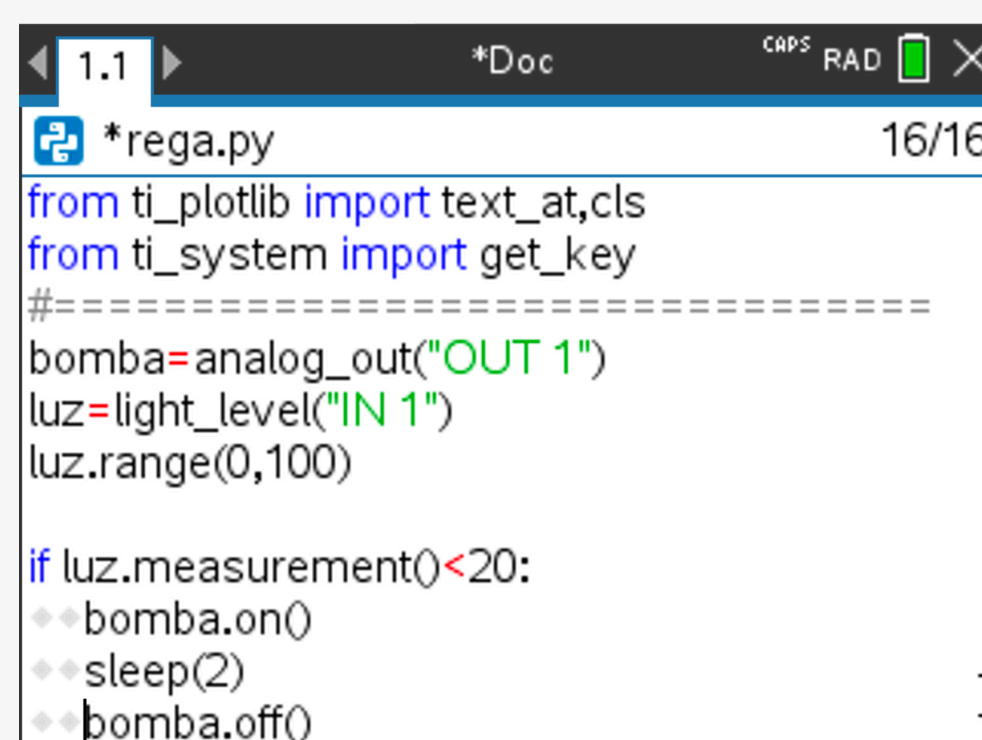 1.1 *Doc CAPS RAD
*rega.py 16/16
from ti_plotlib import text_at,cls
from ti_system import get_key
#================================
bomba=analog_out("OUT 1")
luz=light_level("IN 1")
luz.range(0,100)
if luz.measurement()<20:
bomba.on()
sleep(2)
bomba.off()